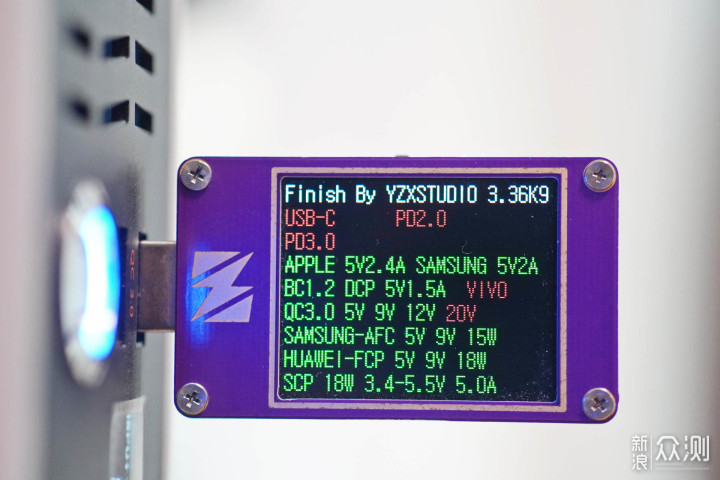 Finish By YZXSTUDIO 3.36K9
USB-C PD2.0
PD3.0
APPLE 5V2.4A SAMSUNG 5V2A
BC1.2 DCP 5V1.5A VIVO
QC3.0 5V 9V 12V 20V
SAMSUNG-AFC 5V 9V 15W
HUAWEI-FCP 5V 9V 18W
SCP 18W 3.4-5.5V 5.0A
新浪 众测